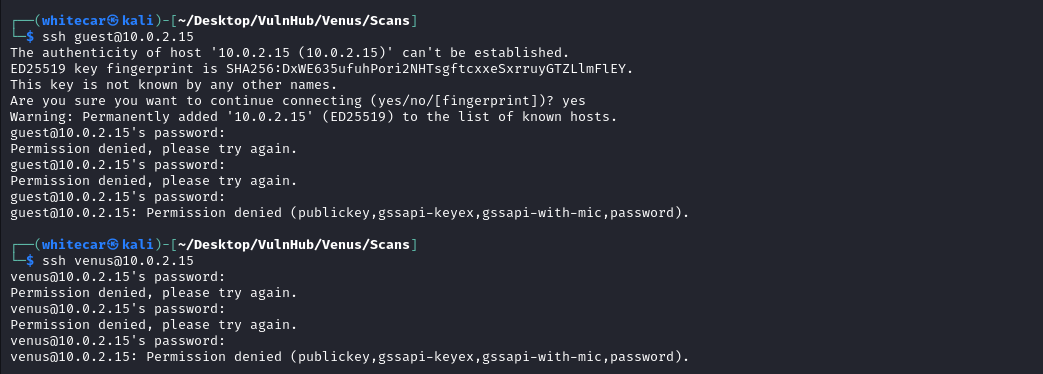 ┌──(whitecar㉿kali)-[~/Desktop/VulnHub/Venus/Scans]
└─$ ssh guest@10.0.2.15
The authenticity of host '10.0.2.15 (10.0.2.15)' can't be established.
ED25519 key fingerprint is SHA256:DxWE635ufuhPori2NHTsgftcxxeSxrruyGTZLlmFlEY.
This key is not known by any other names.
Are you sure you want to continue connecting (yes/no/[fingerprint])? yes
Warning: Permanently added '10.0.2.15' (ED25519) to the list of known hosts.
guest@10.0.2.15's password:
Permission denied, please try again.
guest@10.0.2.15's password:
Permission denied, please try again.
guest@10.0.2.15's password:
guest@10.0.2.15: Permission denied (publickey,gssapi-keyex,gssapi-with-mic,password).
┌──(whitecar㉿kali)-[~/Desktop/VulnHub/Venus/Scans]
└─$ ssh venus@10.0.2.15
venus@10.0.2.15's password:
Permission denied, please try again.
venus@10.0.2.15's password:
Permission denied, please try again.
venus@10.0.2.15's password:
venus@10.0.2.15: Permission denied (publickey,gssapi-keyex,gssapi-with-mic,password).